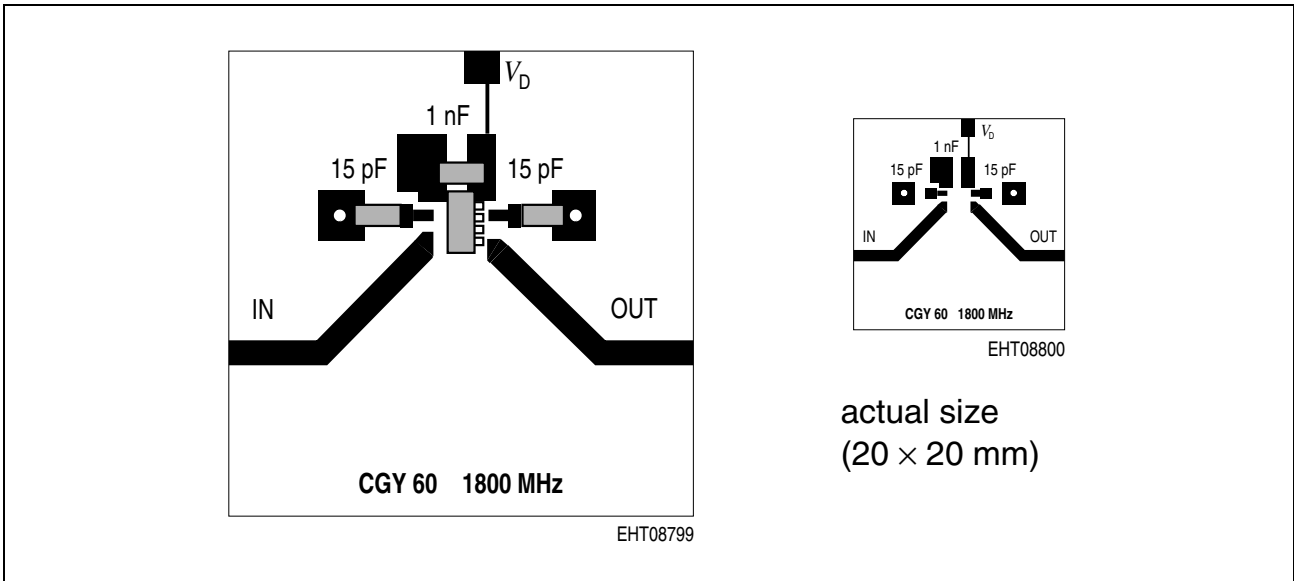 V_D
1 nF
15 pF 15 pF
IN OUT
CGY 60 1800 MHz
EHT08799
V_D
1 nF
15 pF 15 pF
IN OUT
CGY 60 1800 MHz
EHT08800
actual size
(20 × 20 mm)